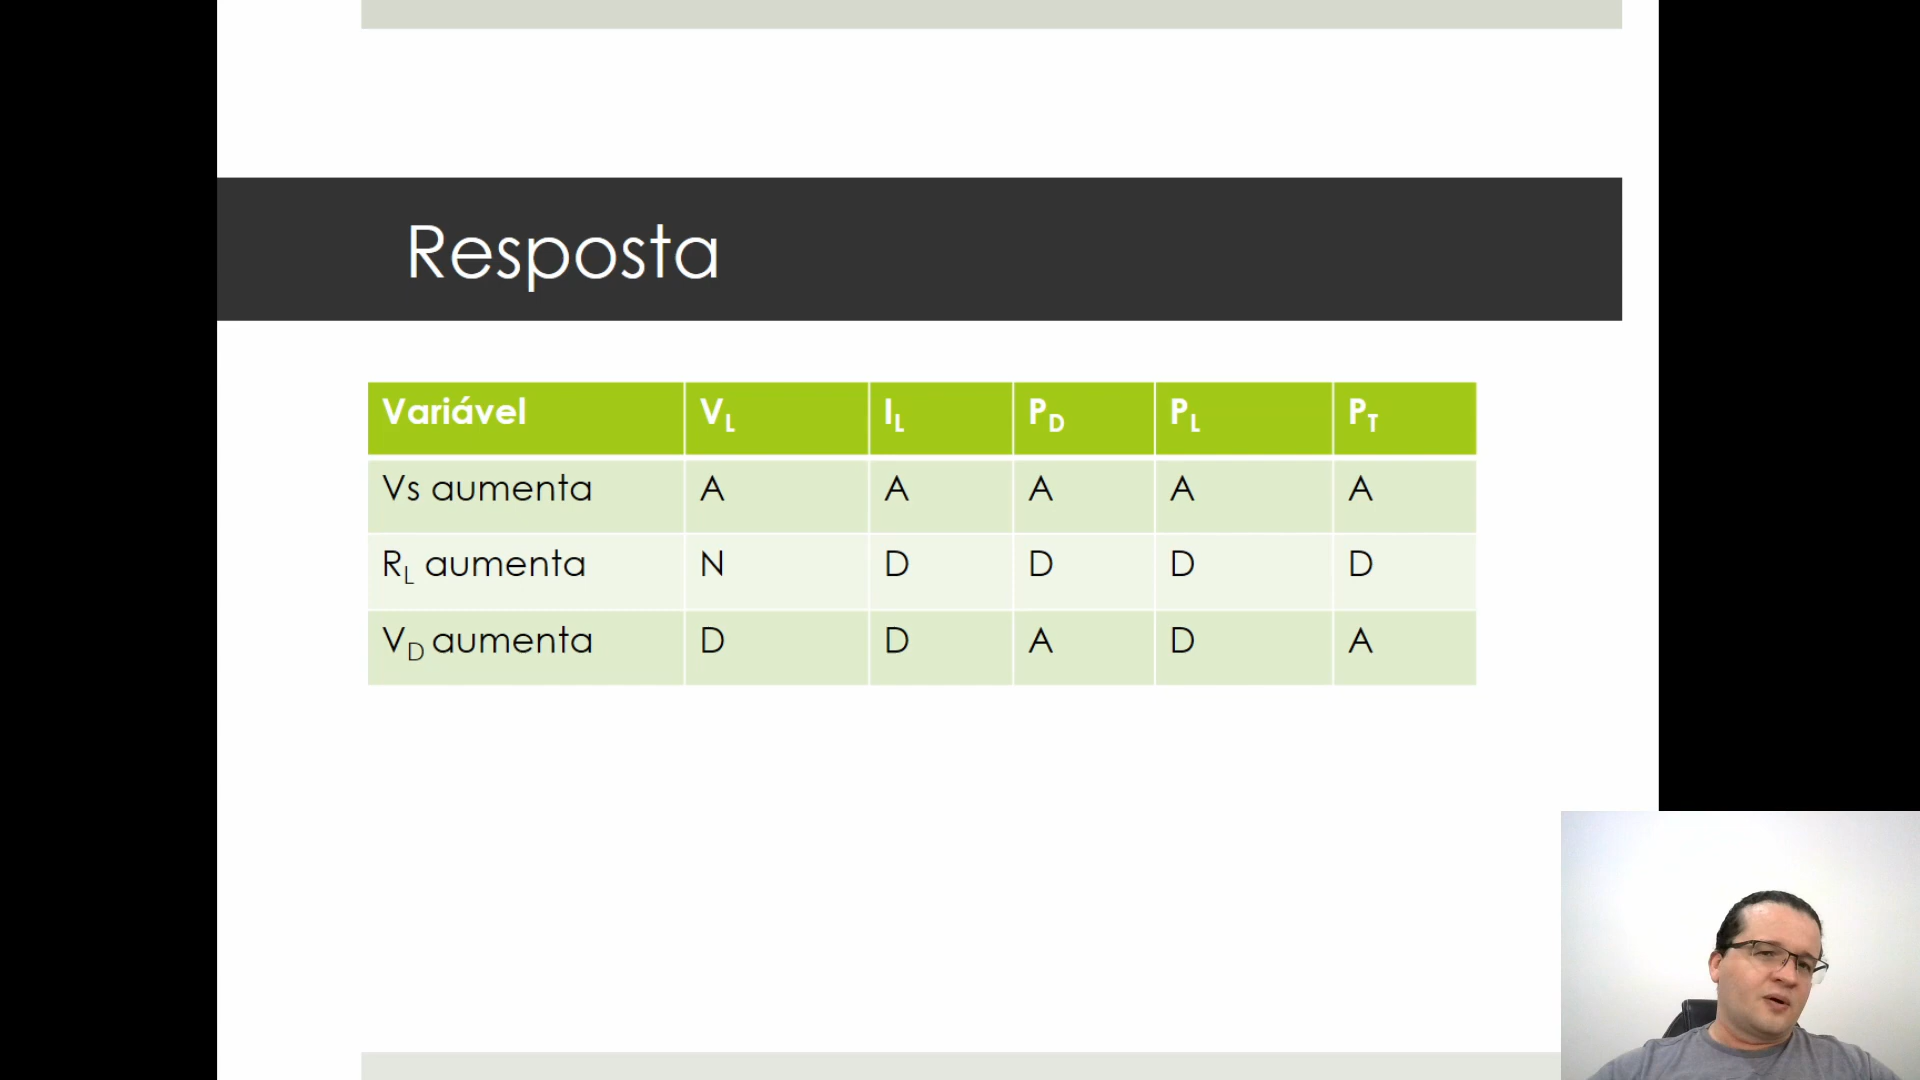 Resposta
Variável V_L I_L P_D P_L P_T
Vs aumenta A A A A A
R_L aumenta N D D D D
V_D aumenta D D A D A